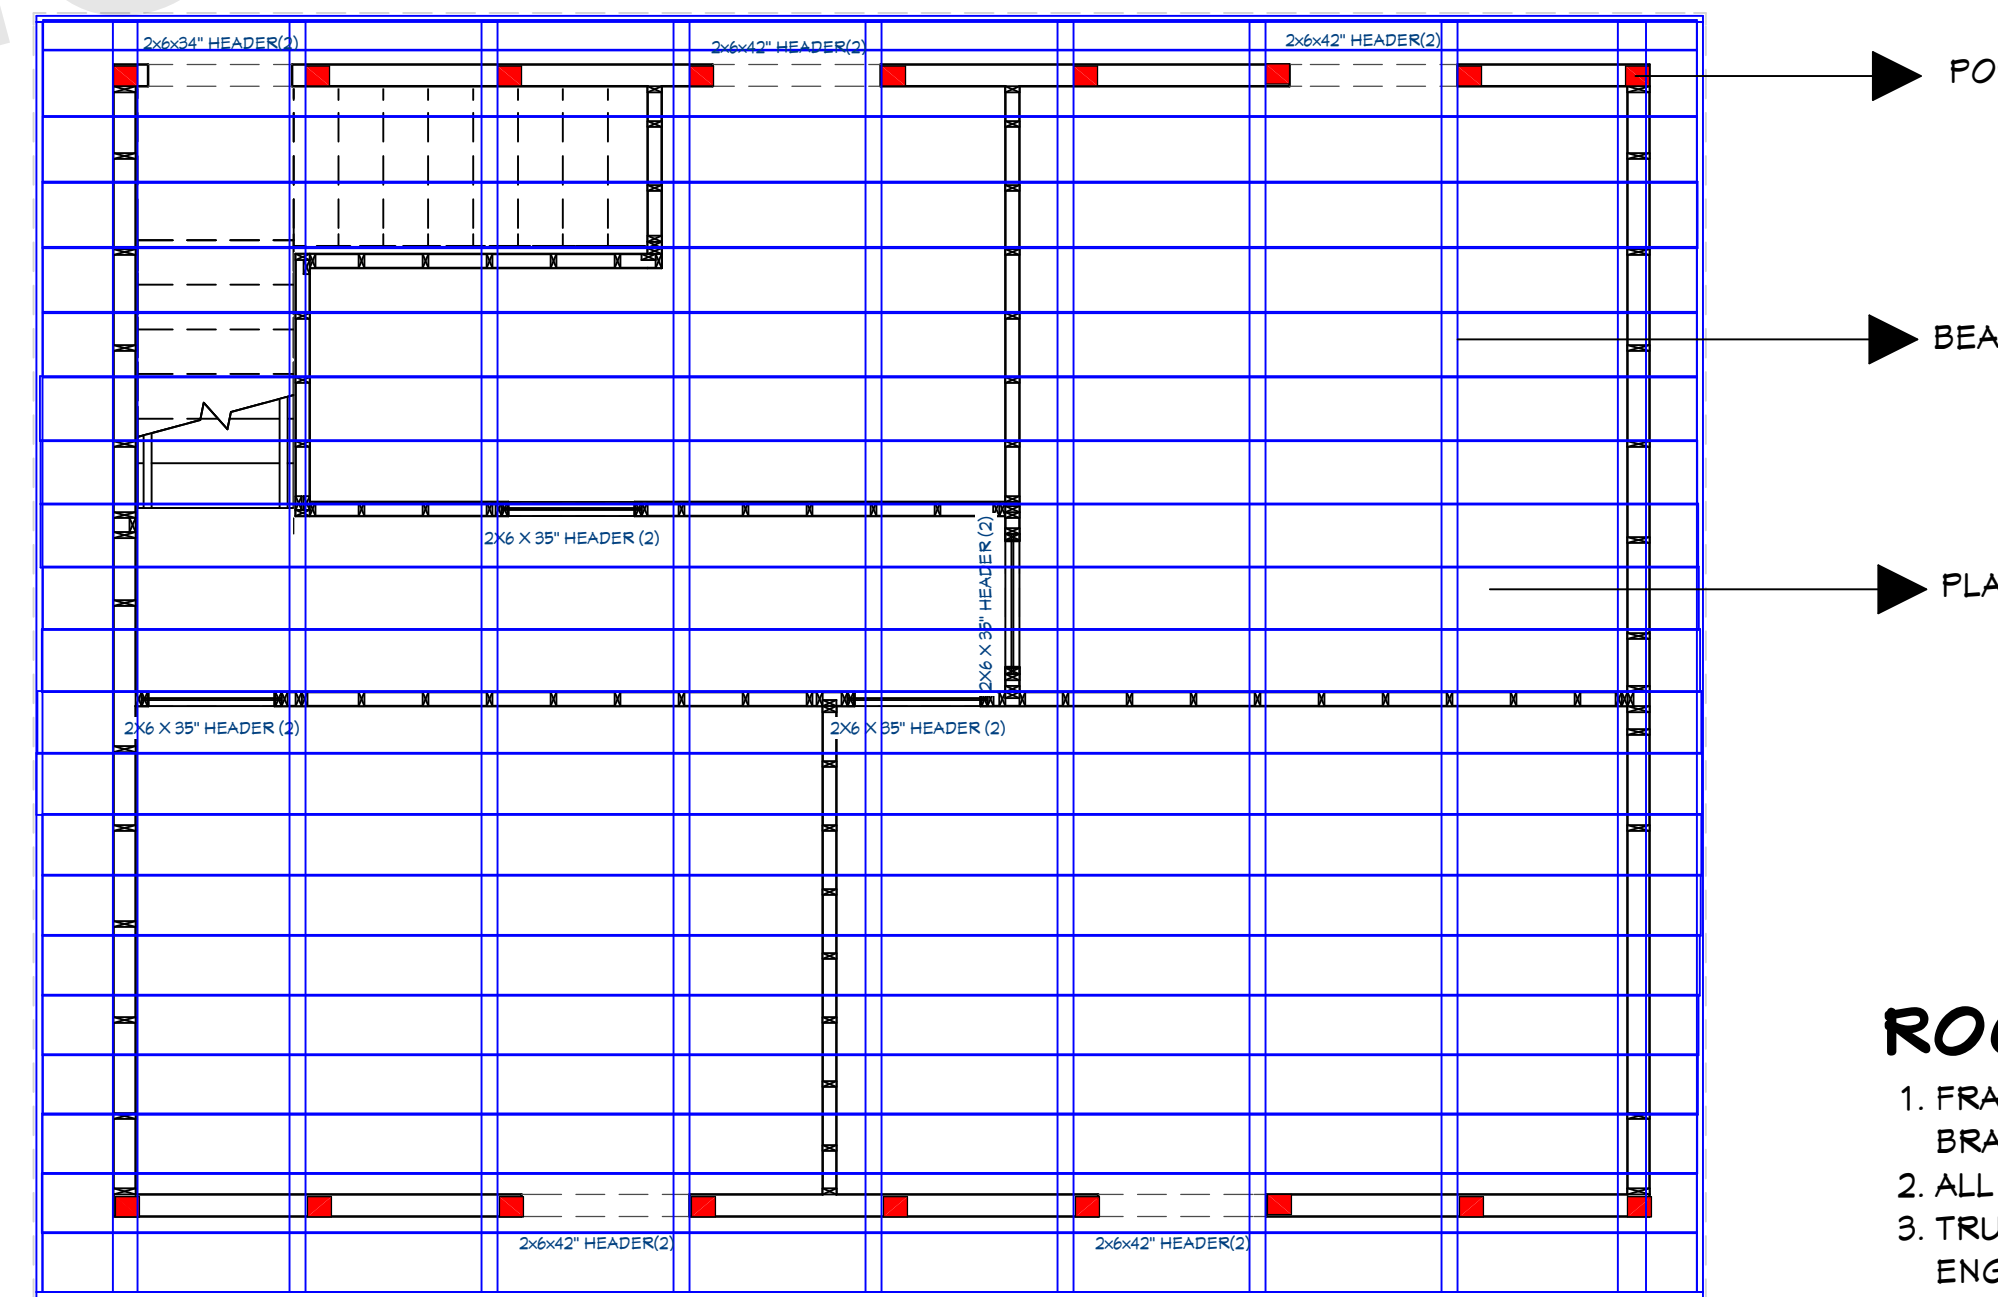 2x6x34" HEADER(2)
2x6x42" HEADER(2)
2x6x42" HEADER(2)
PO
BEA
2X6 X 35" HEADER (2)
2X6 X 35" HEADER (2)
PLA
2X6 X 35" HEADER (2)
2X6 X 35" HEADER (2)
ROO
1. FRA
BRA
2. ALL
3. TRU
ENG
2x6x42" HEADER(2)
2x6x42" HEADER(2)